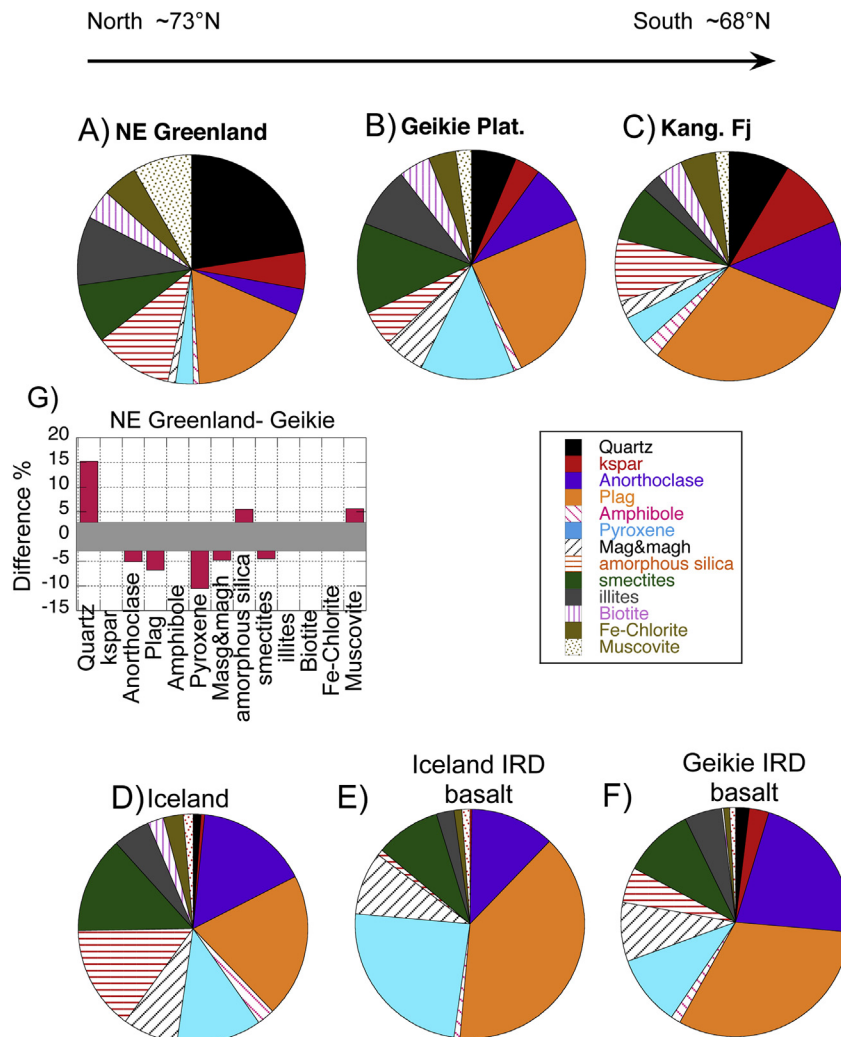 North ~73°N
South ~68°N
A) NE Greenland
B) Geikie Plat.
C) Kang. Fj
G)
NE Greenland- Geikie
Difference %
20
15
10
5
0
-5
-10
-15
Quartz
kspar
Anorthoclase
Plag
Amphibole
Pyroxene
Masg&magh
amorphous silica
smectites
illites
Biotite
Fe-Chlorite
Muscovite
Quartz
kspar
Anorthoclase
Plag
Amphibole
Pyroxene
Mag&magh
amorphous silica
smectites
illites
Biotite
Fe-Chlorite
Muscovite
D) Iceland
E) Iceland IRD
basalt
F) Geikie IRD
basalt